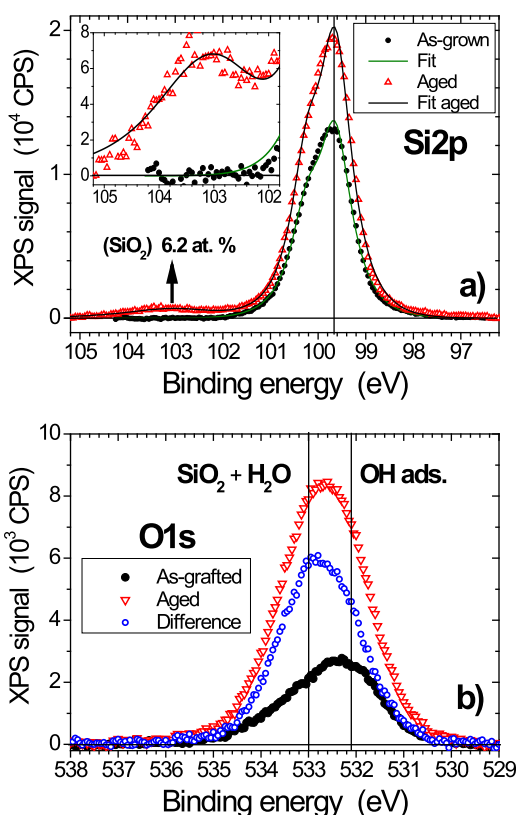 2
1
0
XPS signal (10⁴ CPS)
8
6
4
2
0
105 104 103 102
As-grown
Fit
Aged
Fit aged
Si2p
(SiO₂) 6.2 at. %
a)
105 104 103 102 101 100 99 98 97
Binding energy (eV)
10
8
6
4
2
0
XPS signal (10³ CPS)
SiO₂ + H₂O OH ads.
O1s
As-grafted
Aged
Difference
b)
538 537 536 535 534 533 532 531 530 529
Binding energy (eV)